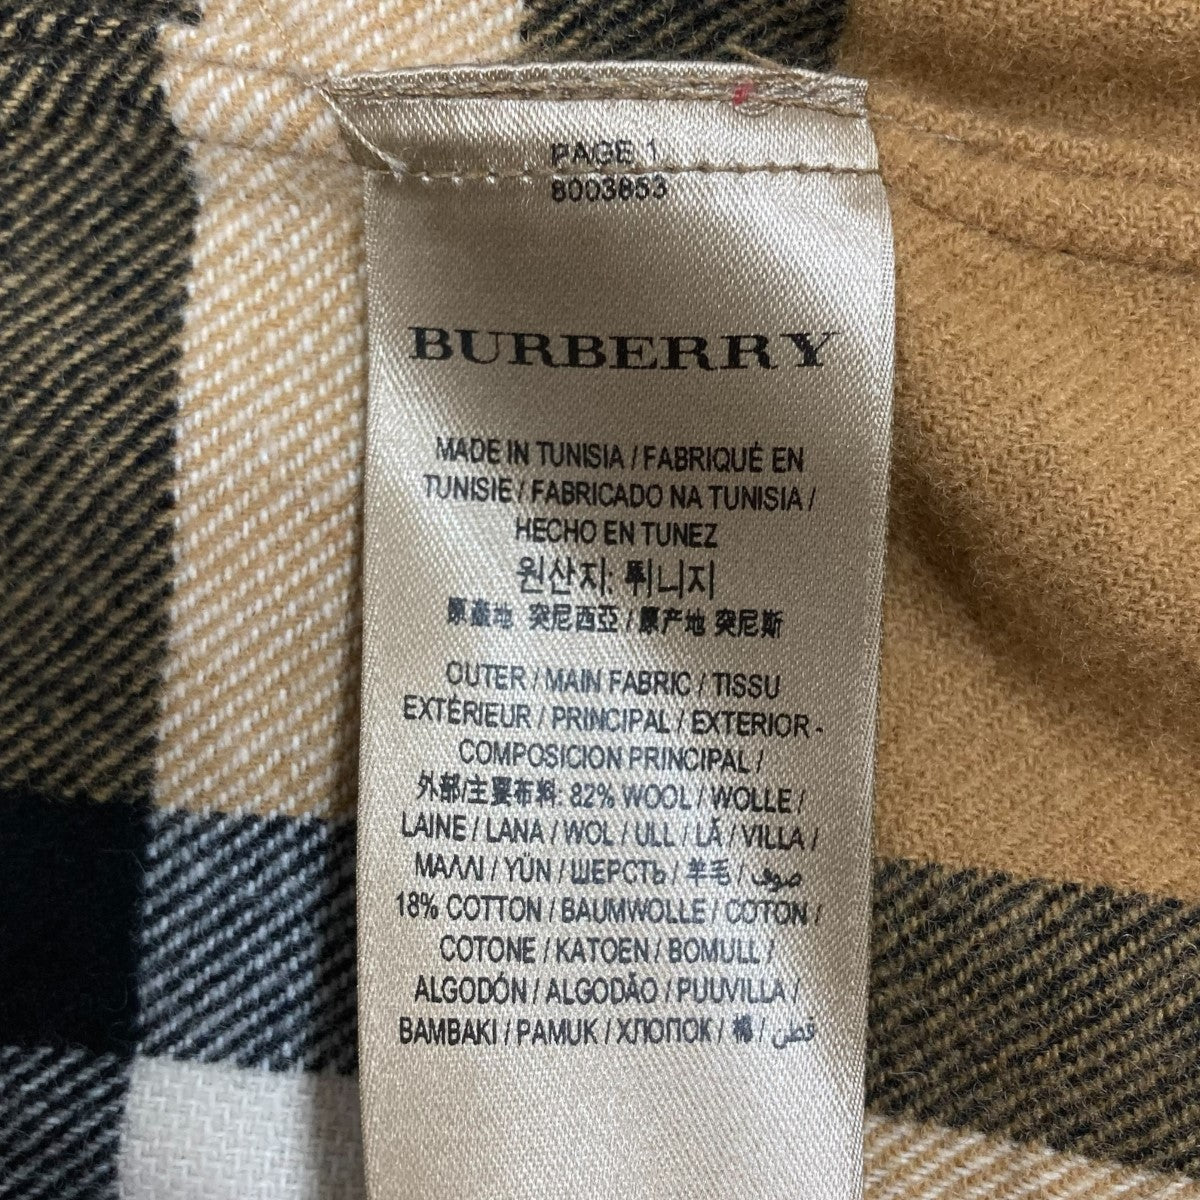 PAGE 1
8003853
BURBERRY
MADE IN TUNISIA / FABRIQUÉ EN
TUNISIE / FABRICADO NA TUNISIA /
HECHO EN TUNEZ
원산지: 튀니지
原產地 突尼西亞 / 原产地 突尼斯
OUTER / MAIN FABRIC / TISSU
EXTÉRIEUR / PRINCIPAL / EXTERIOR -
COMPOSICION PRINCIPAL /
外部/主要布料: 82% WOOL / WOLLE /
LAINE / LANA / WOL / ULL / LÃ / VILLA /
ΜΑΛΛΙ / YÜN / ШЕРСТЬ / 羊毛 / صوف
18% COTTON / BAUMWOLLE / COTON /
COTONE / KATOEN / BOMULL /
ALGODÓN / ALGODÃO / PUUVILLA /
ΒΑΜΒΑΚΙ / PAMUK / ХЛОПОК / 棉 / قطن